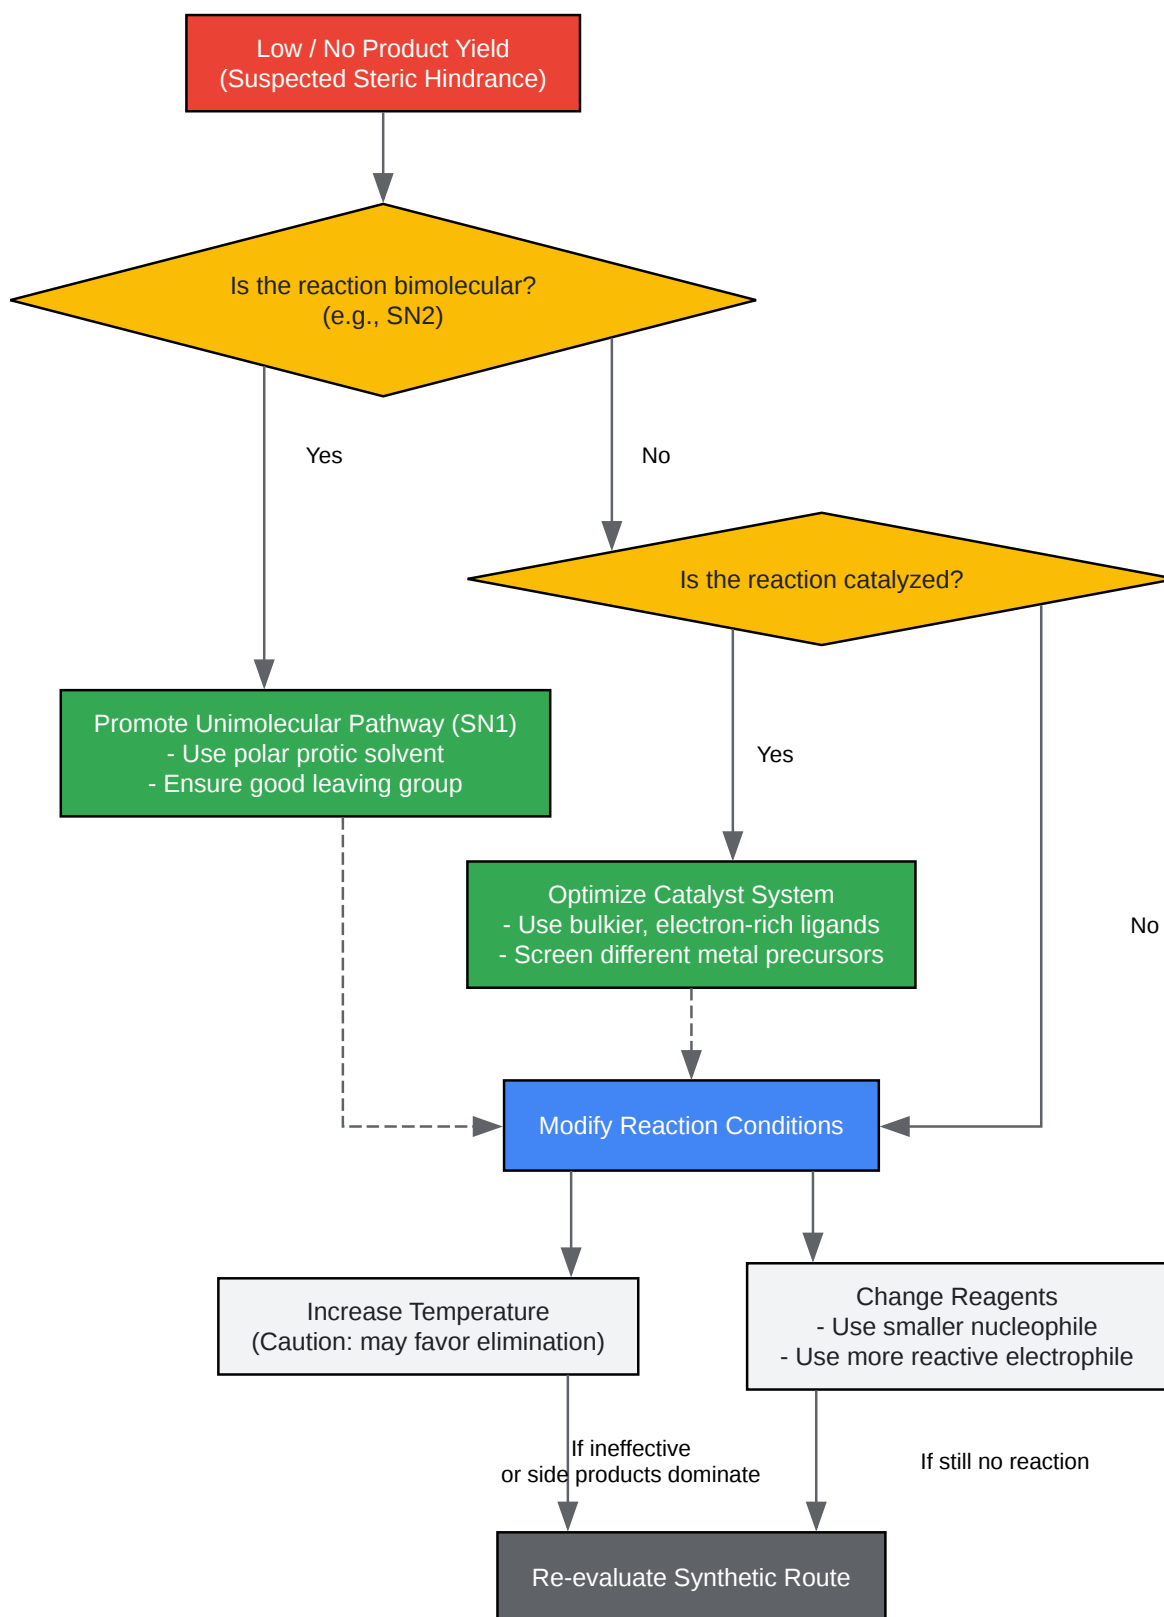 Low / No Product Yield
(Suspected Steric Hindrance)
Is the reaction bimolecular?
(e.g., SN2)
Yes
No
Is the reaction catalyzed?
Promote Unimolecular Pathway (SN1)
- Use polar protic solvent
- Ensure good leaving group
Yes
Optimize Catalyst System
- Use bulkier, electron-rich ligands
- Screen different metal precursors
No
Modify Reaction Conditions
Increase Temperature
(Caution: may favor elimination)
Change Reagents
- Use smaller nucleophile
- Use more reactive electrophile
If ineffective
or side products dominate
If still no reaction
Re-evaluate Synthetic Route